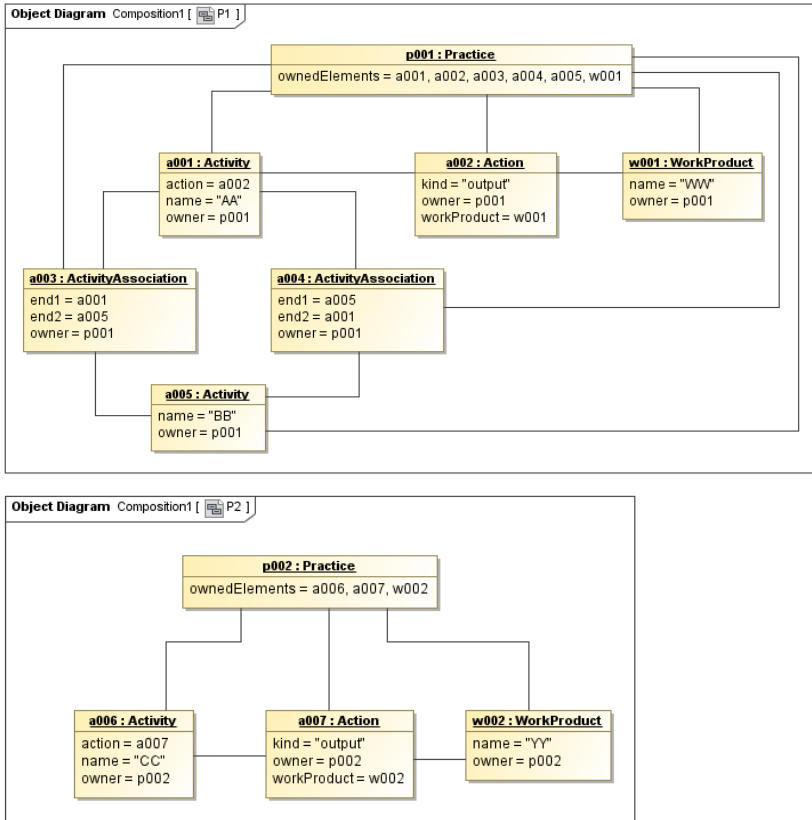 Object Diagram Composition1 [ P1 ]
p001 : Practice
ownedElements = a001, a002, a003, a004, a005, w001
a001 : Activity
action = a002
name = "AA"
owner = p001
a002 : Action
kind = "output"
owner = p001
workProduct = w001
w001 : WorkProduct
name = "WW"
owner = p001
a003 : ActivityAssociation
end1 = a001
end2 = a005
owner = p001
a004 : ActivityAssociation
end1 = a005
end2 = a001
owner = p001
a005 : Activity
name = "BB"
owner = p001
Object Diagram Composition1 [ P2 ]
p002 : Practice
ownedElements = a006, a007, w002
a006 : Activity
action = a007
name = "CC"
owner = p002
a007 : Action
kind = "output"
owner = p002
workProduct = w002
w002 : WorkProduct
name = "YY"
owner = p002